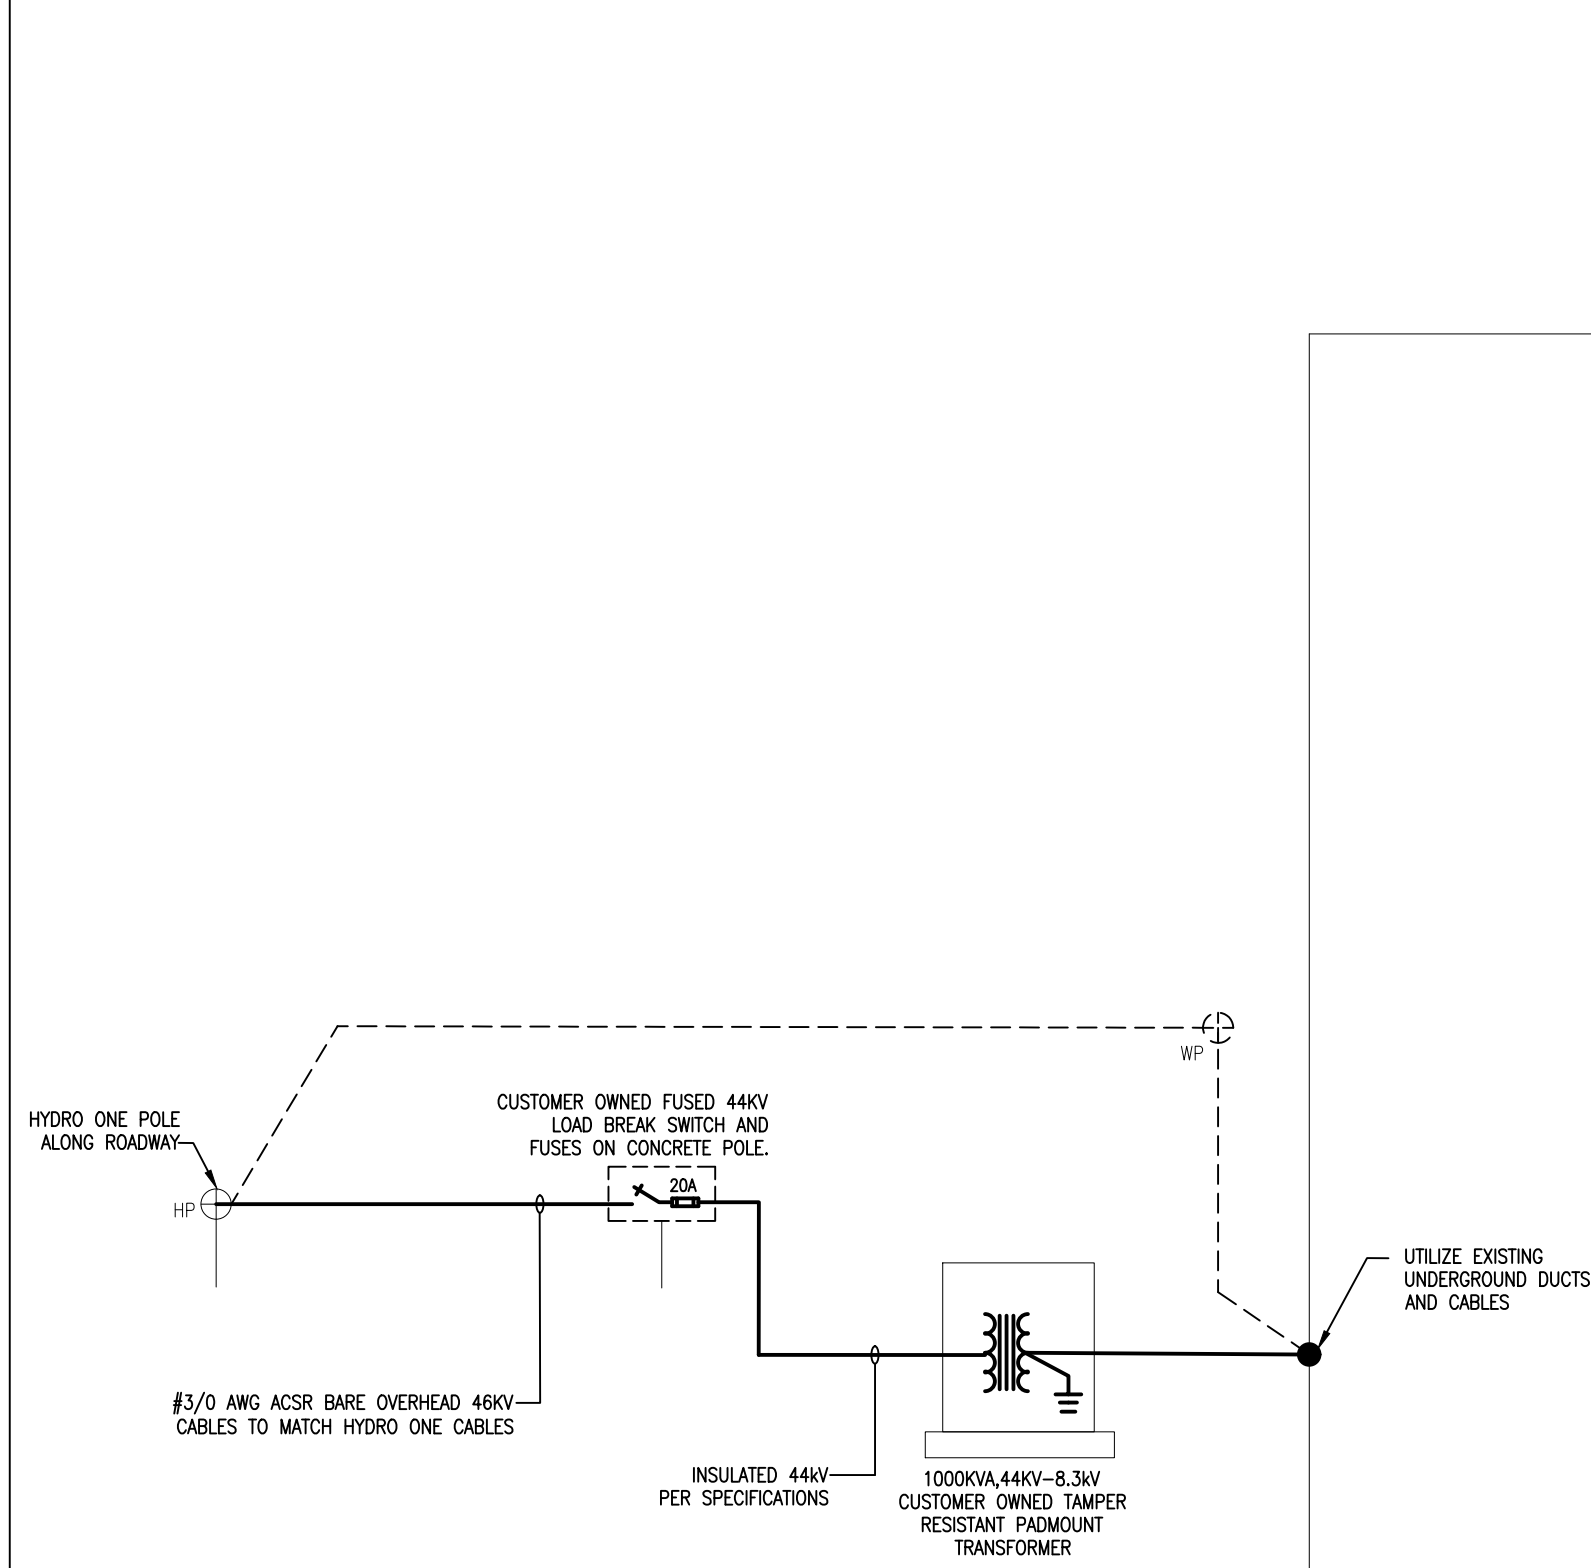 WP
CUSTOMER OWNED FUSED 44KV
LOAD BREAK SWITCH AND
FUSES ON CONCRETE POLE.
HYDRO ONE POLE
ALONG ROADWAY
20A
HP
UTILIZE EXISTING
UNDERGROUND DUCTS
AND CABLES
#3/0 AWG ACSR BARE OVERHEAD 46KV
CABLES TO MATCH HYDRO ONE CABLES
INSULATED 44kV
PER SPECIFICATIONS
1000KVA,44KV-8.3kV
CUSTOMER OWNED TAMPER
RESISTANT PADMOUNT
TRANSFORMER